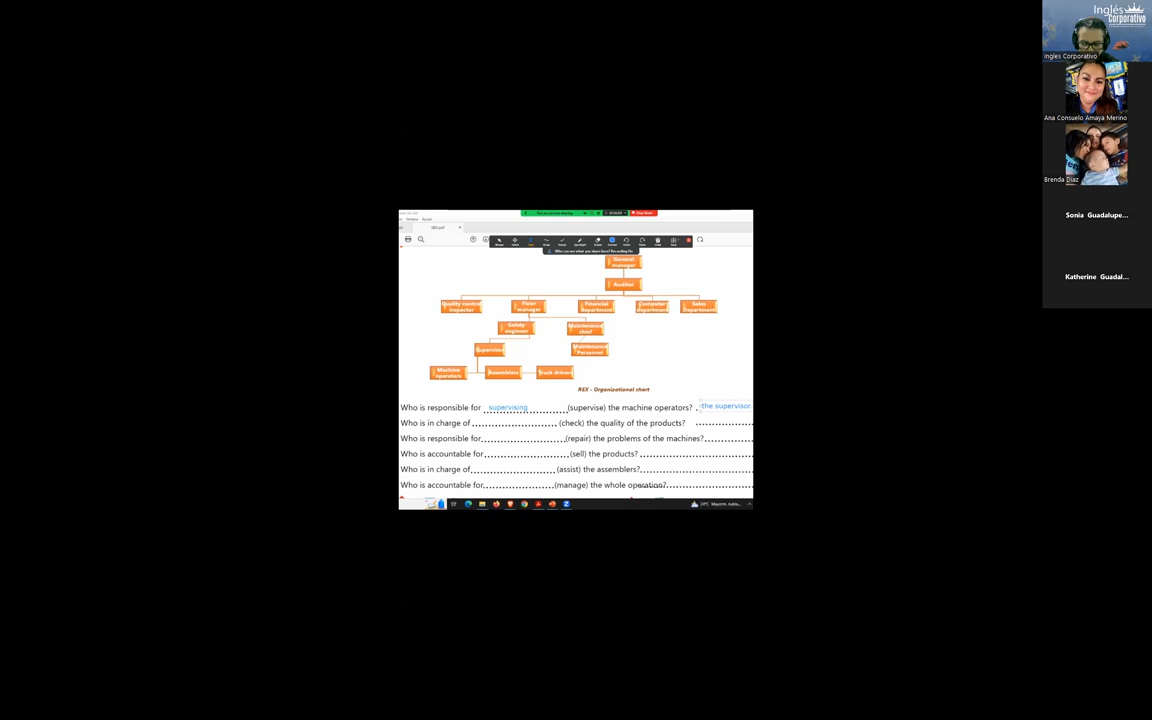 Inglés
Corporativo
Ingles Corporativo
Ana Consuelo Amaya Merino
Brenda Diaz
Sonia Guadalupe...
Katherine Guadal...
General
manager
Auditor
Quality control
inspector
Floor
manager
Financial
Department
Computer
department
Sales
Department
Safety
engineer
Maintenance
chief
Supervisor
Maintenance
Personnel
Machine
operators
Assemblers
Truck drivers
REX - Organizational chart
Who is responsible for supervising (supervise) the machine operators? the supervisor.
Who is in charge of (check) the quality of the products?
Who is responsible for (repair) the problems of the machines?
Who is accountable for (sell) the products?
Who is in charge of (assist) the assemblers?
Who is accountable for (manage) the whole operation?